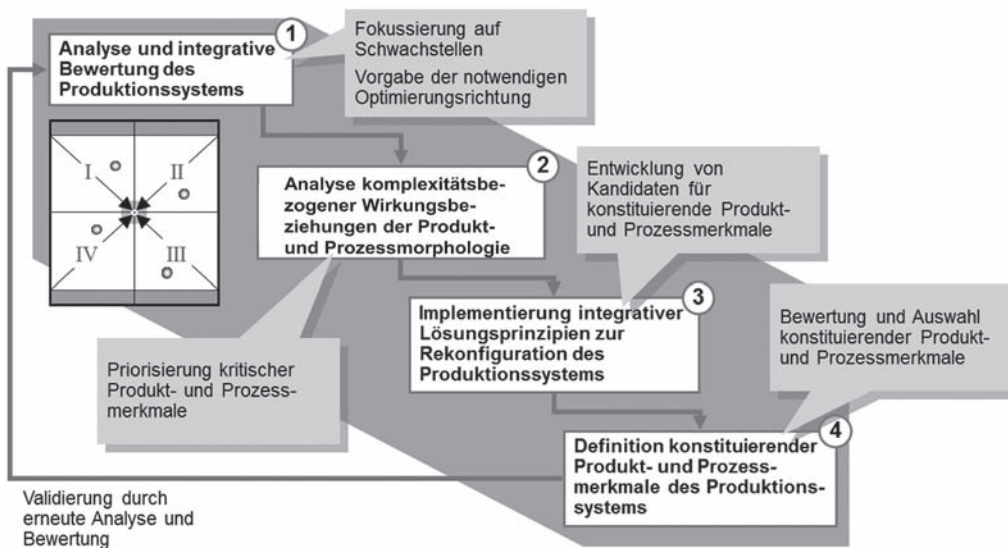 1
Analyse und integrative
Bewertung des
Produktionssystems
Fokussierung auf
Schwachstellen
Vorgabe der notwendigen
Optimierungsrichtung
I
II
IV
III
2
Analyse komplexitätsbe-
zogener Wirkungsbe-
ziehungen der Produkt-
und Prozessmorphologie
Entwicklung von
Kandidaten für
konstituierende Produkt-
und Prozessmerkmale
Priorisierung kritischer
Produkt- und Prozess-
merkmale
3
Implementierung integrativer
Lösungsprinzipien zur
Rekonfiguration des
Produktionssystems
Bewertung und Auswahl
konstituierender Produkt-
und Prozessmerkmale
4
Definition konstituierender
Produkt- und Prozess-
merkmale des Produktions-
systems
Validierung durch
erneute Analyse und
Bewertung